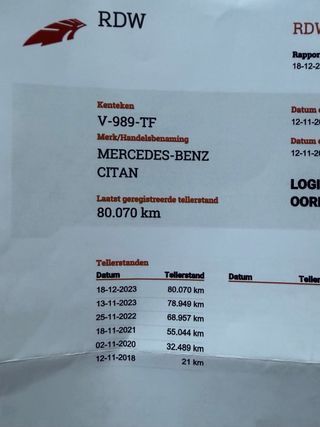 RDW
RDW
Rappor
18-12-2
Kenteken
V-989-TF
Merk/Handelsbenaming
MERCEDES-BENZ
CITAN
Laatst geregistreerde tellerstand
80.070 km
Datum e
12-11-20
Datum e
12-11-20
LOGI
OORI
Tellerstanden
Datum Tellerstand
18-12-2023 80.070 km
13-11-2023 78.949 km
25-11-2022 68.957 km
18-11-2021 55.044 km
02-11-2020 32.489 km
12-11-2018 21 km
Datum Teller